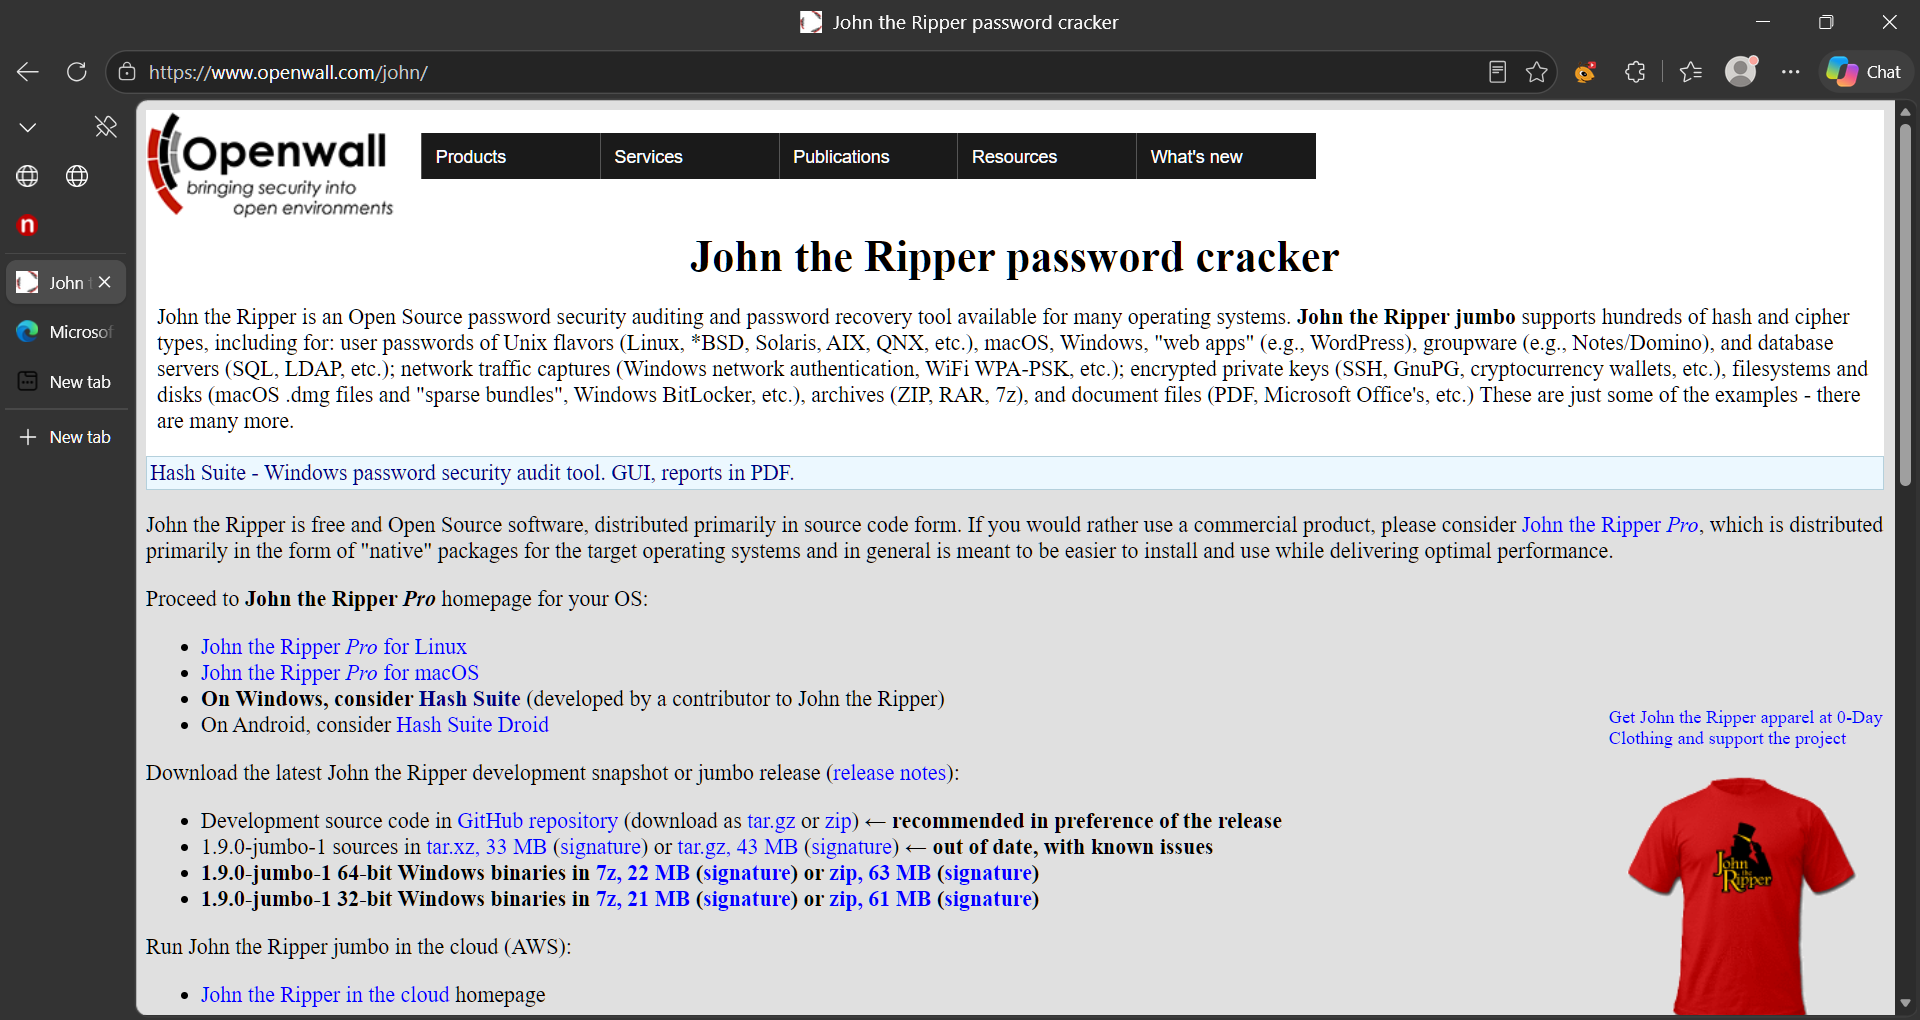 John the Ripper password cracker
https://www.openwall.com/john/
Chat
John
Microsof
New tab
New tab
Openwall
bringing security into
open environments
Products
Services
Publications
Resources
What's new
John the Ripper password cracker
John the Ripper is an Open Source password security auditing and password recovery tool available for many operating systems. John the Ripper jumbo supports hundreds of hash and cipher
types, including for: user passwords of Unix flavors (Linux, *BSD, Solaris, AIX, QNX, etc.), macOS, Windows, "web apps" (e.g., WordPress), groupware (e.g., Notes/Domino), and database
servers (SQL, LDAP, etc.); network traffic captures (Windows network authentication, WiFi WPA-PSK, etc.); encrypted private keys (SSH, GnuPG, cryptocurrency wallets, etc.), filesystems and
disks (macOS .dmg files and "sparse bundles", Windows BitLocker, etc.), archives (ZIP, RAR, 7z), and document files (PDF, Microsoft Office's, etc.) These are just some of the examples - there
are many more.
Hash Suite - Windows password security audit tool. GUI, reports in PDF.
John the Ripper is free and Open Source software, distributed primarily in source code form. If you would rather use a commercial product, please consider John the Ripper Pro, which is distributed
primarily in the form of "native" packages for the target operating systems and in general is meant to be easier to install and use while delivering optimal performance.
Proceed to John the Ripper Pro homepage for your OS:
• John the Ripper Pro for Linux
• John the Ripper Pro for macOS
• On Windows, consider Hash Suite (developed by a contributor to John the Ripper)
• On Android, consider Hash Suite Droid
Get John the Ripper apparel at 0-Day
Clothing and support the project
Download the latest John the Ripper development snapshot or jumbo release (release notes):
• Development source code in GitHub repository (download as tar.gz or zip) ← recommended in preference of the release
• 1.9.0-jumbo-1 sources in tar.xz, 33 MB (signature) or tar.gz, 43 MB (signature) ← out of date, with known issues
• 1.9.0-jumbo-1 64-bit Windows binaries in 7z, 22 MB (signature) or zip, 63 MB (signature)
• 1.9.0-jumbo-1 32-bit Windows binaries in 7z, 21 MB (signature) or zip, 61 MB (signature)
John
the
Ripper
Run John the Ripper jumbo in the cloud (AWS):
• John the Ripper in the cloud homepage